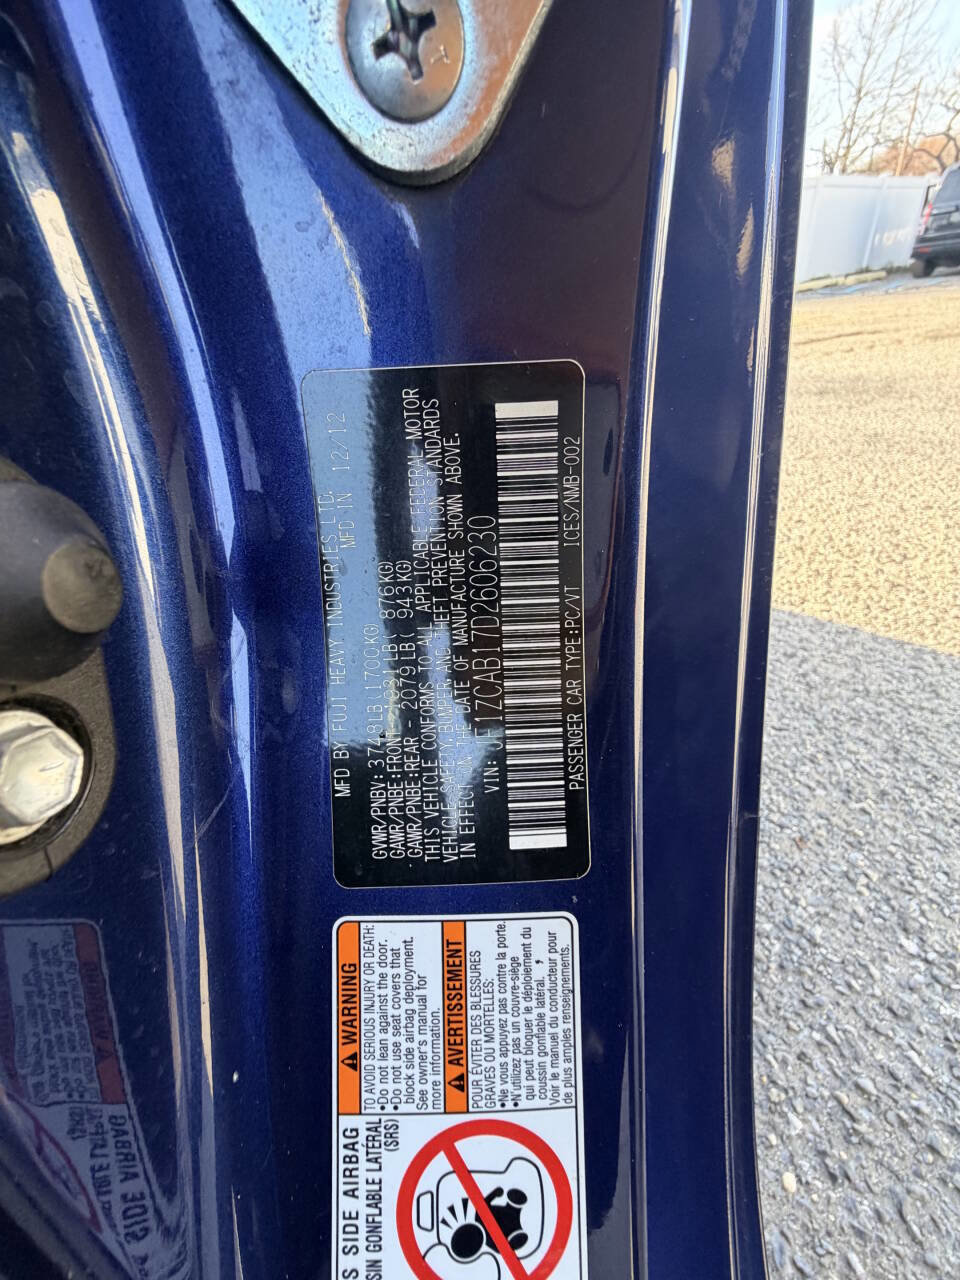 MFD BY FUJI HEAVY INDUSTRIES LTD.
MFD IN 12/12
GVWR/PNBV: 3748LB(1700KG)
GAWR/PNBE:FRONT-1931LB( 876KG)
GAWR/PNBE:REAR - 2079LB( 943KG)
THIS VEHICLE CONFORMS TO ALL APPLICABLE FEDERAL MOTOR
VEHICLE SAFETY, BUMPER, AND THEFT PREVENTION STANDARDS
IN EFFECT ON THE DATE OF MANUFACTURE SHOWN ABOVE.
VIN: JF1ZCAB17D2606230
PASSENGER CAR TYPE:PC/VT ICES/NMB-002
SIDE AIRBAG
GONFLABLE LATÉRAL
(SRS)
WARNING
TO AVOID SERIOUS INJURY OR DEATH:
•Do not lean against the door.
•Do not use seat covers that
block side airbag deployment.
See owner's manual for
more information.
AVERTISSEMENT
POUR ÉVITER DES BLESSURES
GRAVES OU MORTELLES:
•Ne vous appuyez pas contre la porte.
•N'utilizez pas un couvre-siège
qui peut bloquer le déploiement du
coussin gonflable latéral.
Voir le manuel du conducteur pour
de plus amples renseignements.